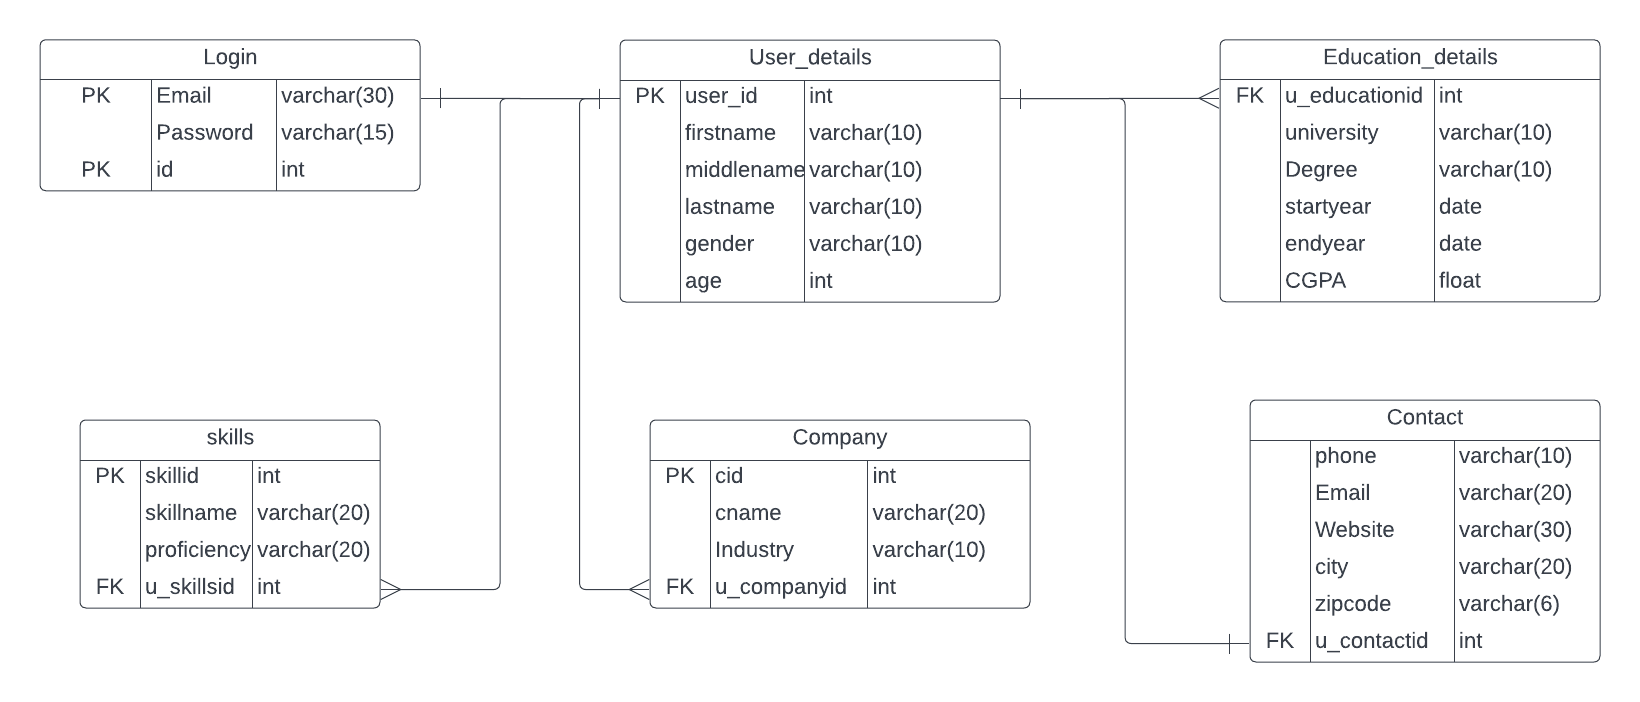 Login
PK Email varchar(30)
Password varchar(15)
PK id int
User_details
PK user_id int
firstname varchar(10)
middlename varchar(10)
lastname varchar(10)
gender varchar(10)
age int
Education_details
FK u_educationid int
university varchar(10)
Degree varchar(10)
startyear date
endyear date
CGPA float
skills
PK skillid int
skillname varchar(20)
proficiency varchar(20)
FK u_skillsid int
Company
PK cid int
cname varchar(20)
Industry varchar(10)
FK u_companyid int
Contact
phone varchar(10)
Email varchar(20)
Website varchar(30)
city varchar(20)
zipcode varchar(6)
FK u_contactid int